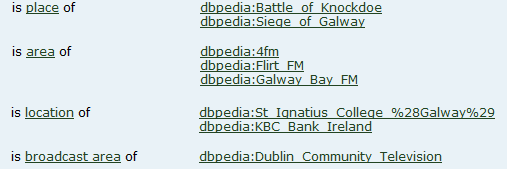 is place of dbpedia:Battle_of_Knockdoe
dbpedia:Siege_of_Galway
is area of dbpedia:4fm
dbpedia:Flirt_FM
dbpedia:Galway_Bay_FM
is location of dbpedia:St_Ignatius_College_%28Galway%29
dbpedia:KBC_Bank_Ireland
is broadcast area of dbpedia:Dublin_Community_Television